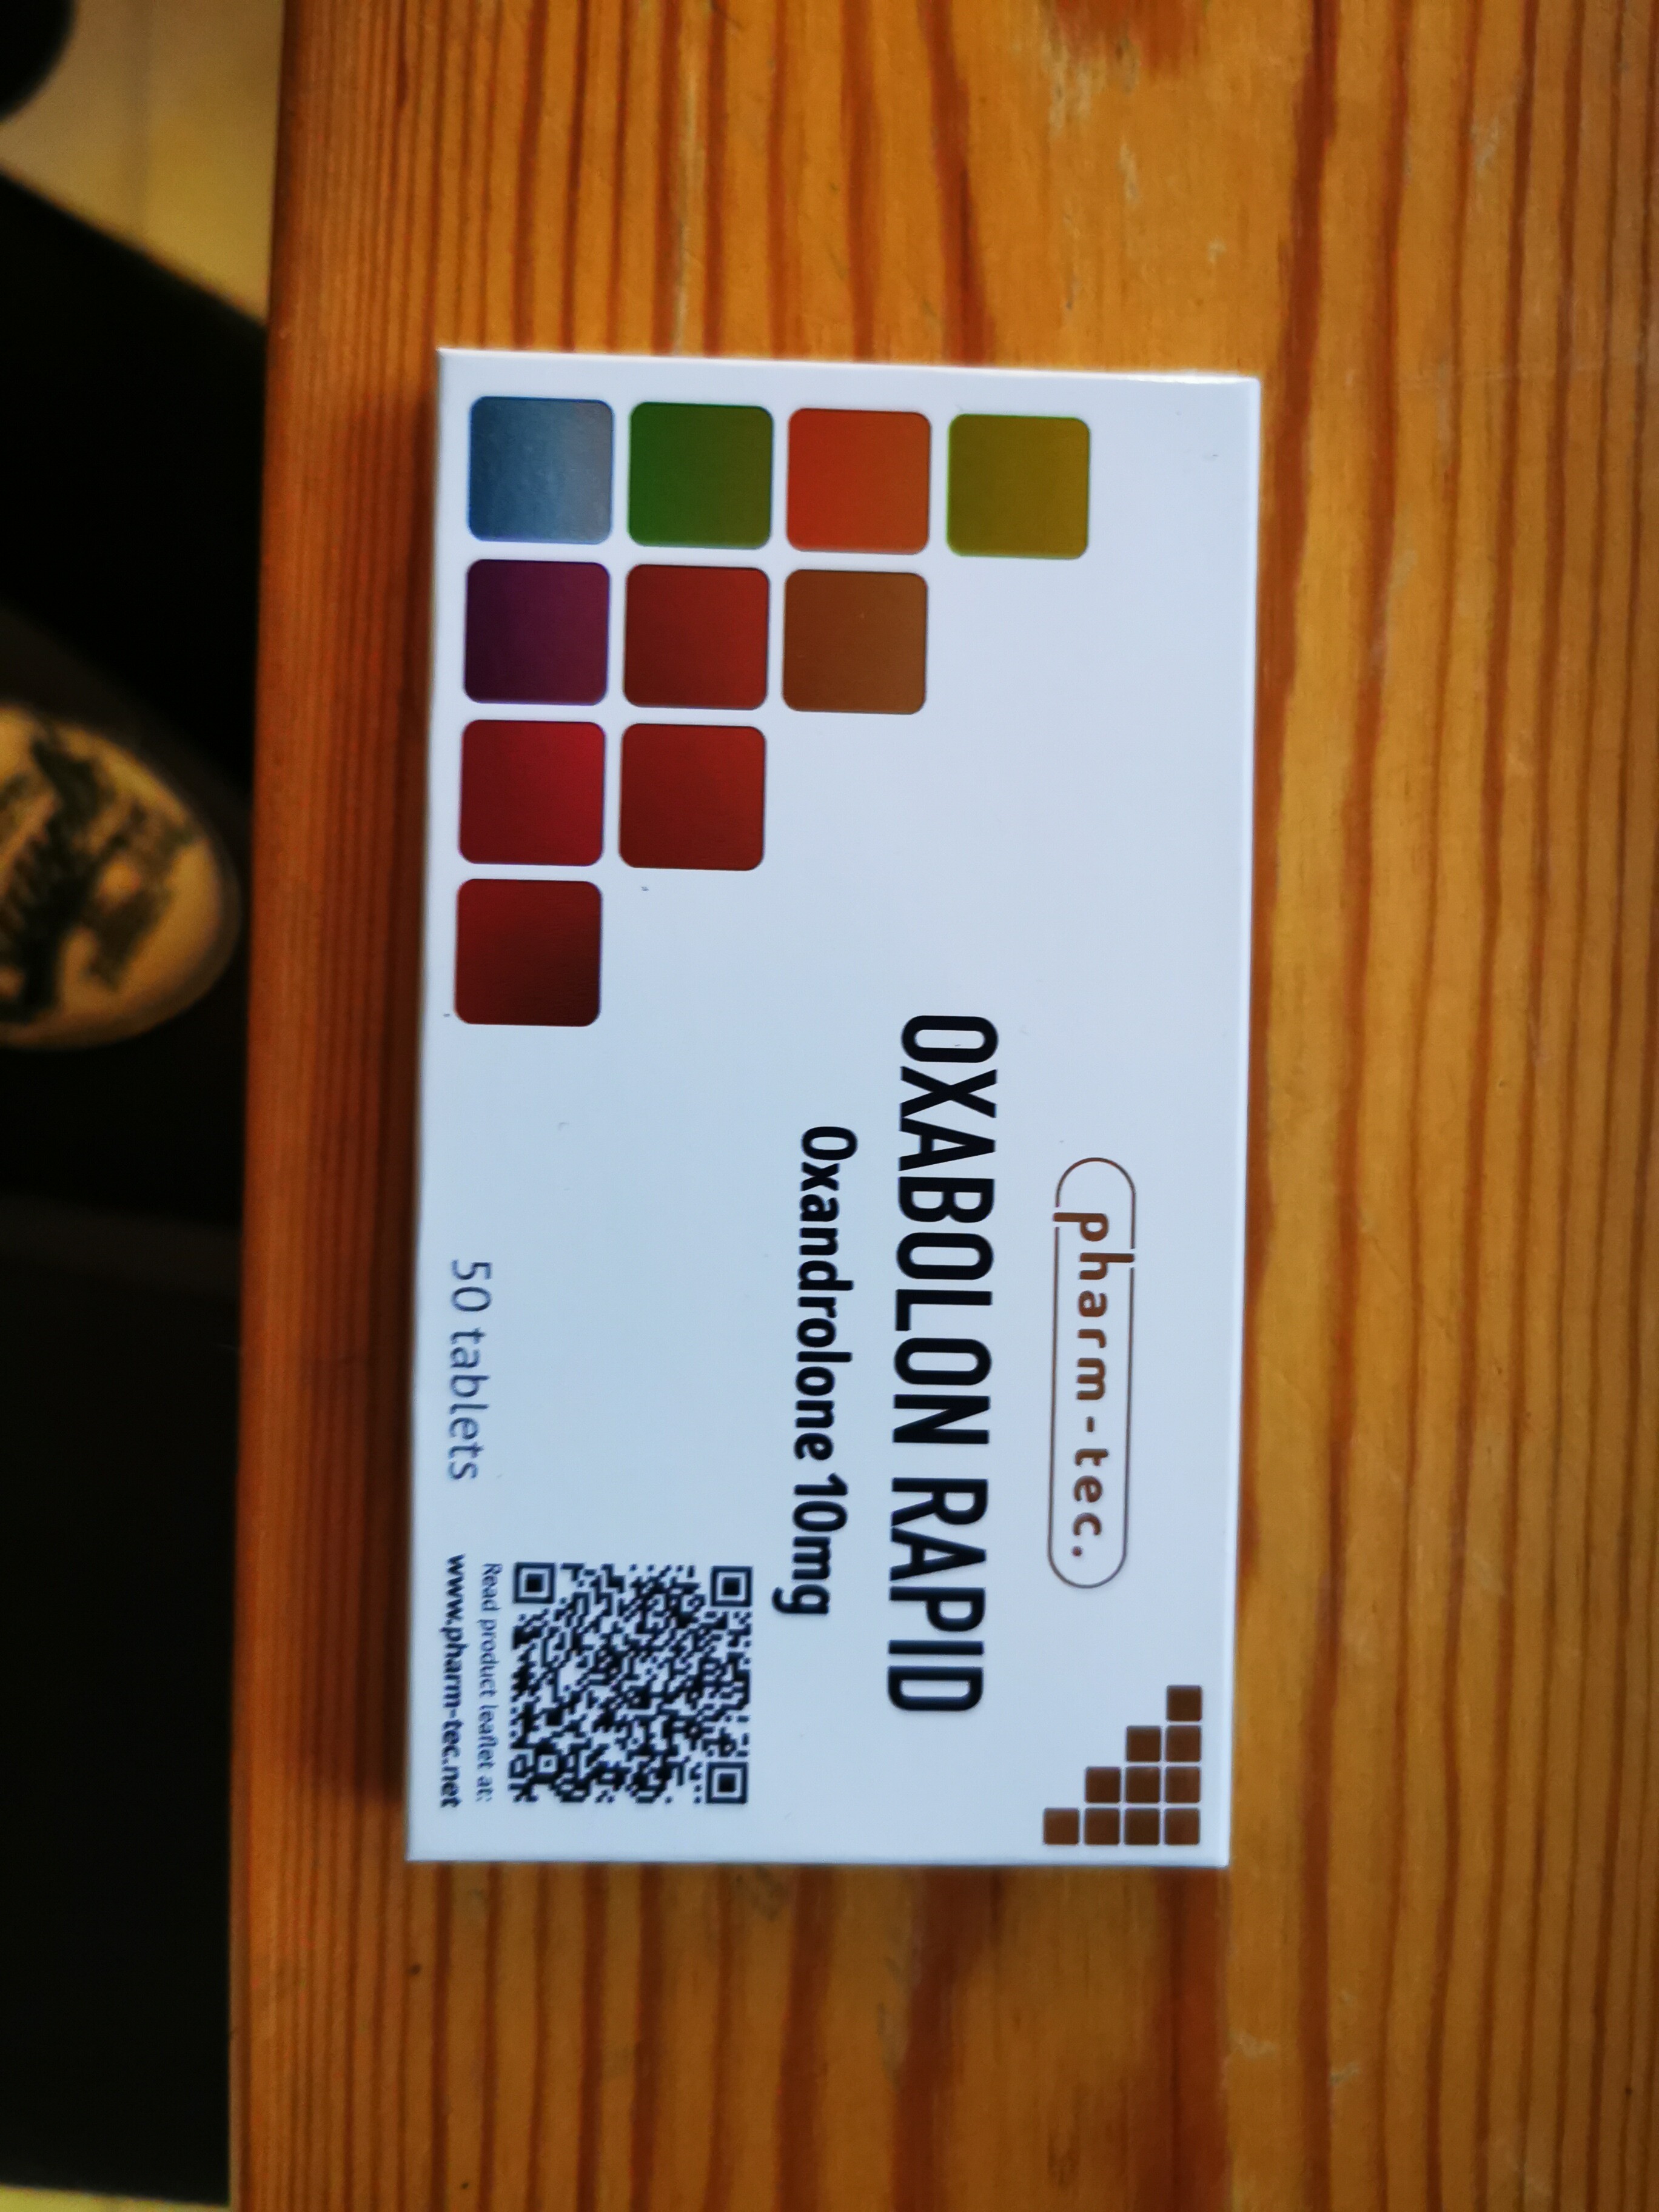 pharm-tec.
OXABOLON RAPID
Oxandrolone 10mg
50 tablets
Read product leaflet at:
www.pharm-tec.net